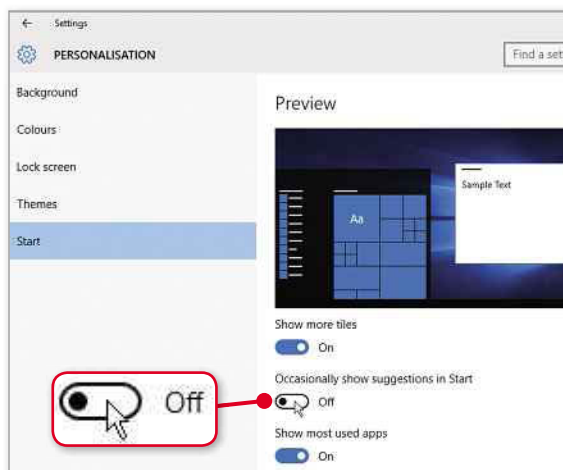 Settings
PERSONALISATION
Find a set
Background
Colours
Lock screen
Themes
Start
Preview
Sample Text
Aa
Show more tiles
On
Occasionally show suggestions in Start
Off
Off
Show most used apps
On